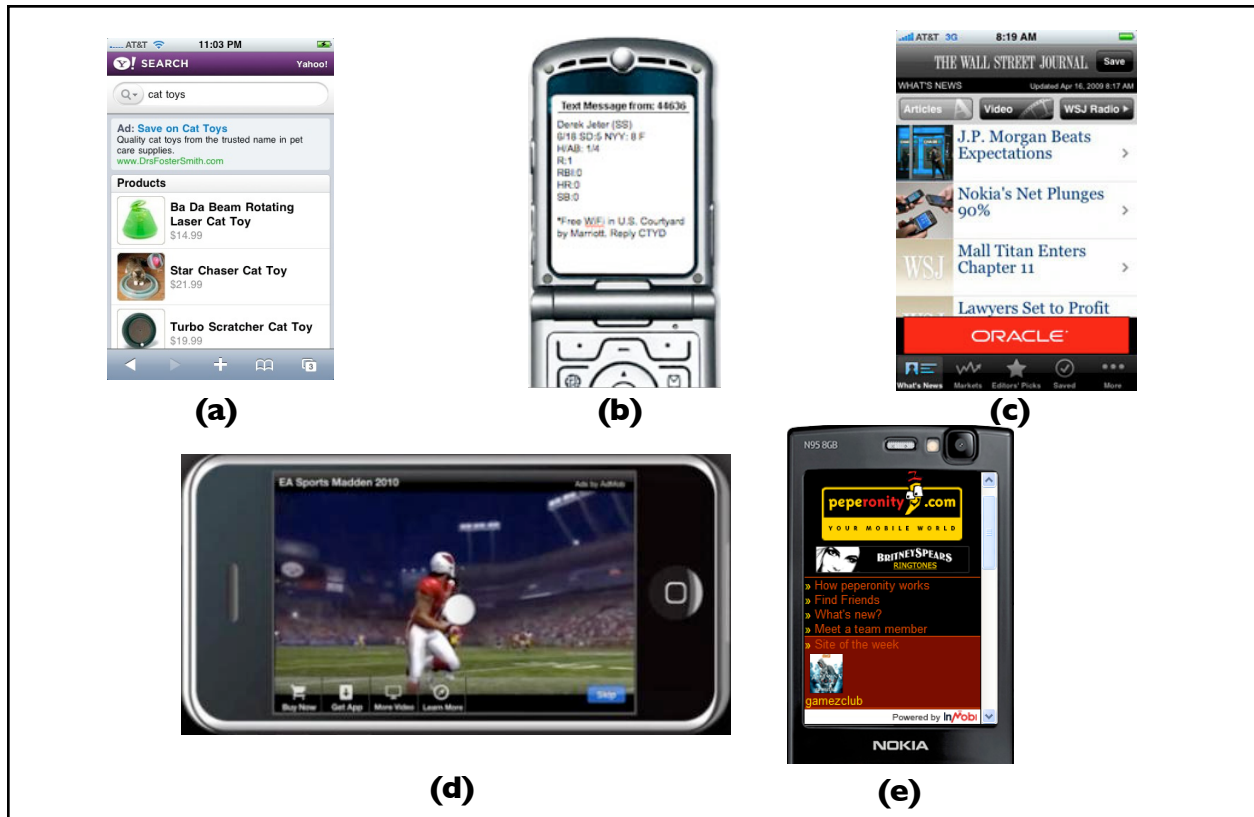 ..... AT&T 11:03 PM
Y! SEARCH Yahoo!
cat toys
Ad: Save on Cat Toys
Quality cat toys from the trusted name in pet
care supplies.
www.DrsFosterSmith.com
Products
Ba Da Beam Rotating
Laser Cat Toy
$14.99
Star Chaser Cat Toy
$21.99
Turbo Scratcher Cat Toy
$19.99
3
(a)
Text Message from: 44636
Derek Jeter (SS)
6/18 SD:5 NYY: 8 F
H/AB: 1/4
R:1
RBI:0
HR:0
SB:0
*Free WiFi in U.S. Courtyard
by Marriott. Reply CTYD
(b)
AT&T 3G 8:19 AM
THE WALL STREET JOURNAL Save
WHAT'S NEWS Updated Apr 16, 2009 8:17 AM
Articles Video WSJ Radio
J.P. Morgan Beats
Expectations
Nokia's Net Plunges
90%
WSJ
Mall Titan Enters
Chapter 11
Lawyers Set to Profit
ORACLE
What's News Markets Editors' Picks Saved More
(c)
EA Sports Madden 2010 Ads by AdMob
Buy Now Get App More Video Learn More Skip
(d)
N95 8GB
peperonity.com
YOUR MOBILE WORLD
BRITNEY SPEARS
RINGTONES
» How peperonity works
» Find Friends
» What's new?
» Meet a team member
» Site of the week
gamezclub
Powered by InMobi
NOKIA
(e)